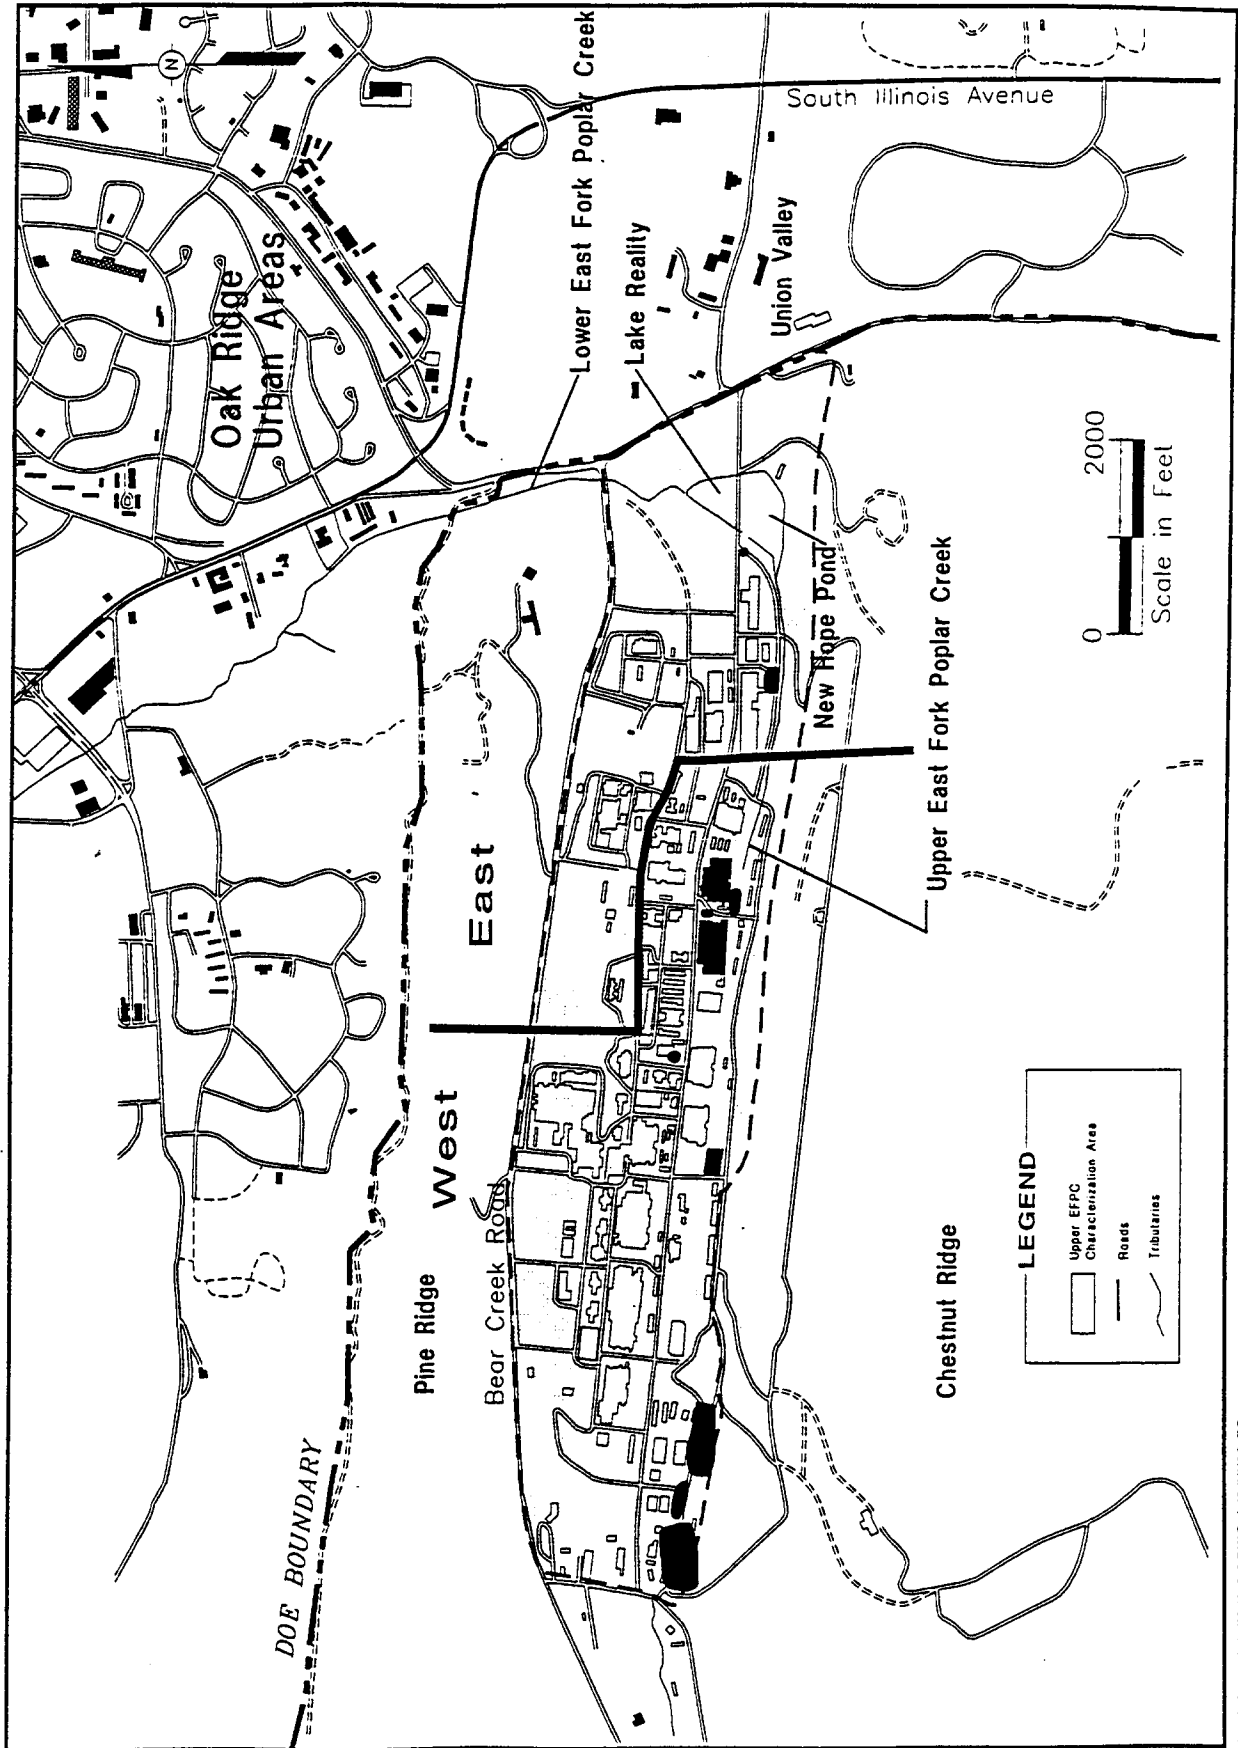 N
Oak Ridge
Urban Areas
Lower East Fork Poplar Creek
Lake Reality
South Illinois Avenue
Union Valley
New Hope Pond
Upper East Fork Poplar Creek
0
2000
Scale in Feet
East
West
Pine Ridge
Bear Creek Road
DOE BOUNDARY
Chestnut Ridge
LEGEND
Upper EFPC
Characterization Area
Roads
Tributaries